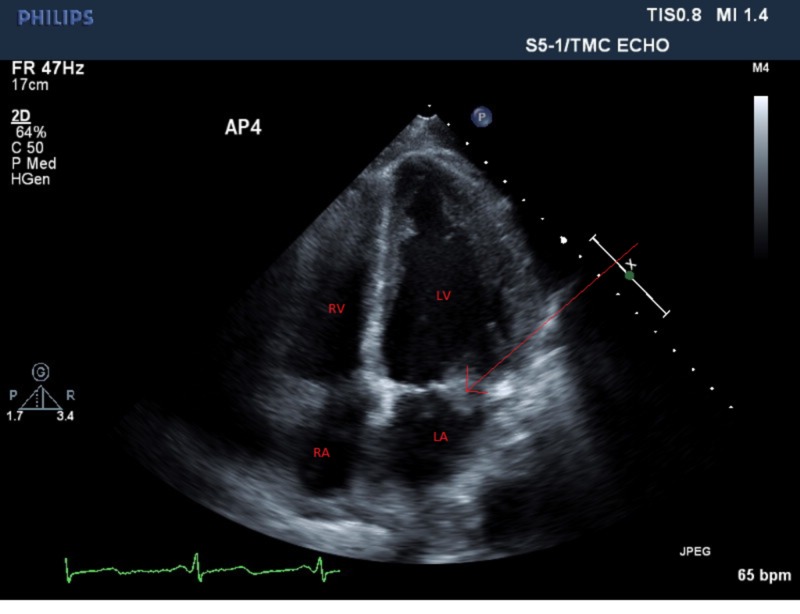 PHILIPS
TIS0.8 MI 1.4
S5-1/TMC ECHO
FR 47Hz
17cm
M4
2D
64%
C 50
P Med
HGen
AP4
P
X
RV
LV
G
P R
1.7 3.4
RA
LA
JPEG
65 bpm